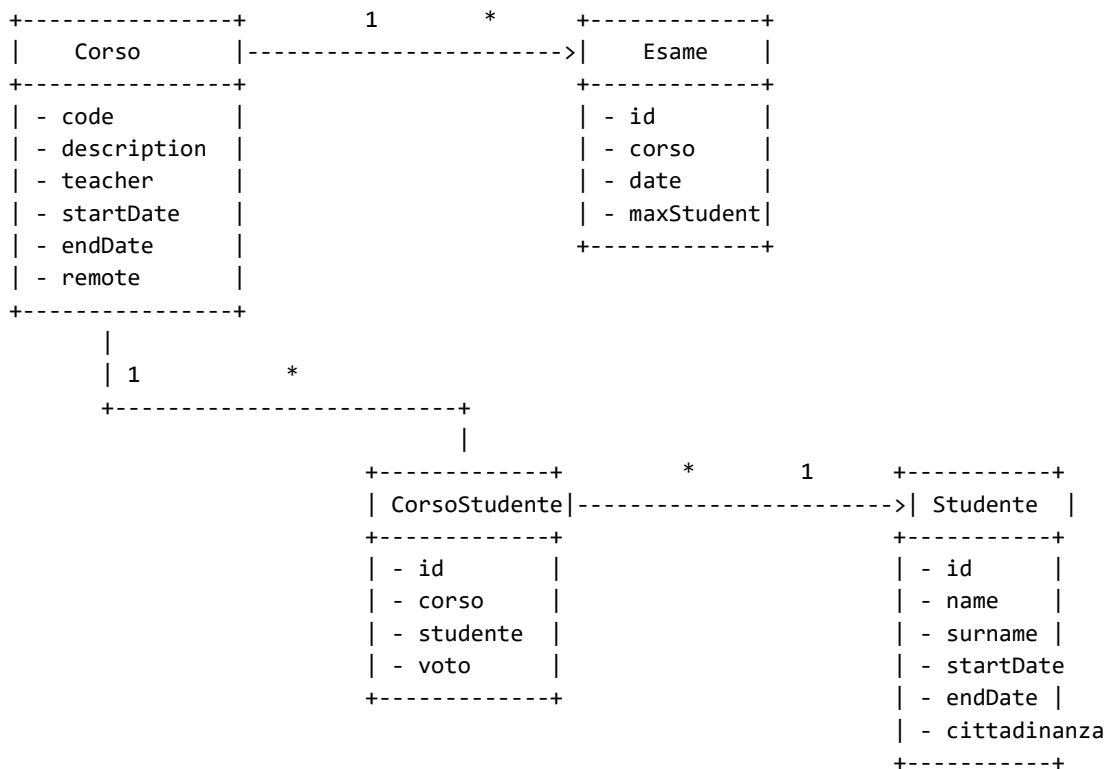 1 *
Corso Esame
- code - id
- description - corso
- teacher - date
- startDate - maxStudent
- endDate
- remote
1 *
* 1
CorsoStudente Studente
- id - id
- corso - name
- studente - surname
- voto - startDate
- endDate
- cittadinanza